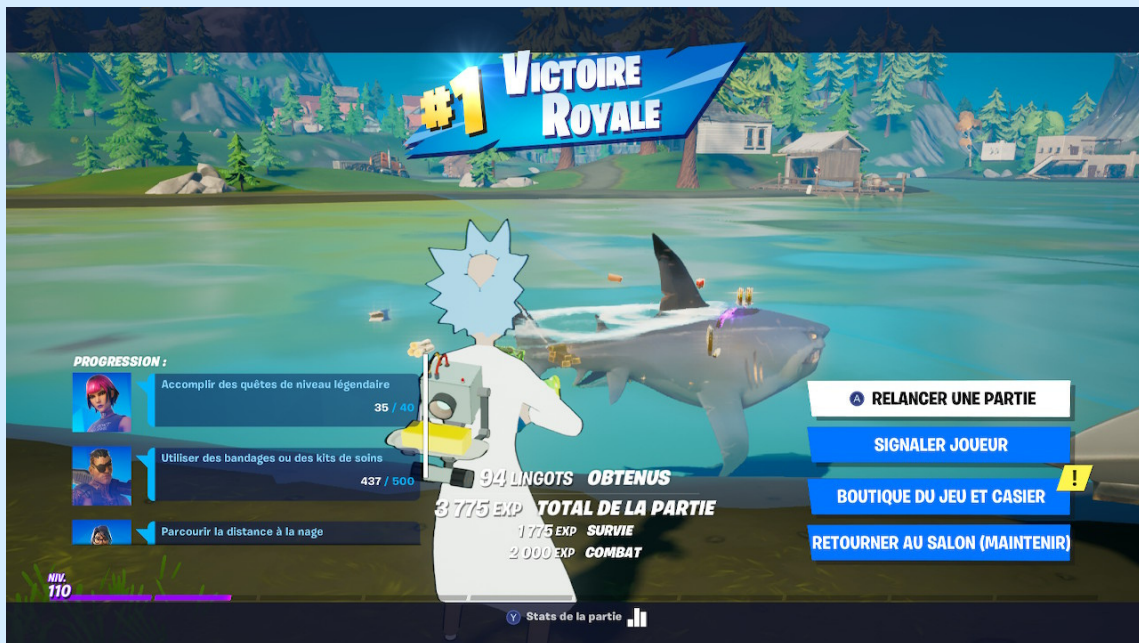 #1 VICTOIRE
ROYALE
PROGRESSION :
Accomplir des quêtes de niveau légendaire
35 / 40
Utiliser des bandages ou des kits de soins
437 / 500
Parcourir la distance à la nage
94 LINGOTS OBTENUS
3 775 EXP TOTAL DE LA PARTIE
1 775 EXP SURVIE
2 000 EXP COMBAT
A RELANCER UNE PARTIE
SIGNALER JOUEUR
BOUTIQUE DU JEU ET CASIER !
RETOURNER AU SALON (MAINTENIR)
NIV.
110
Y Stats de la partie